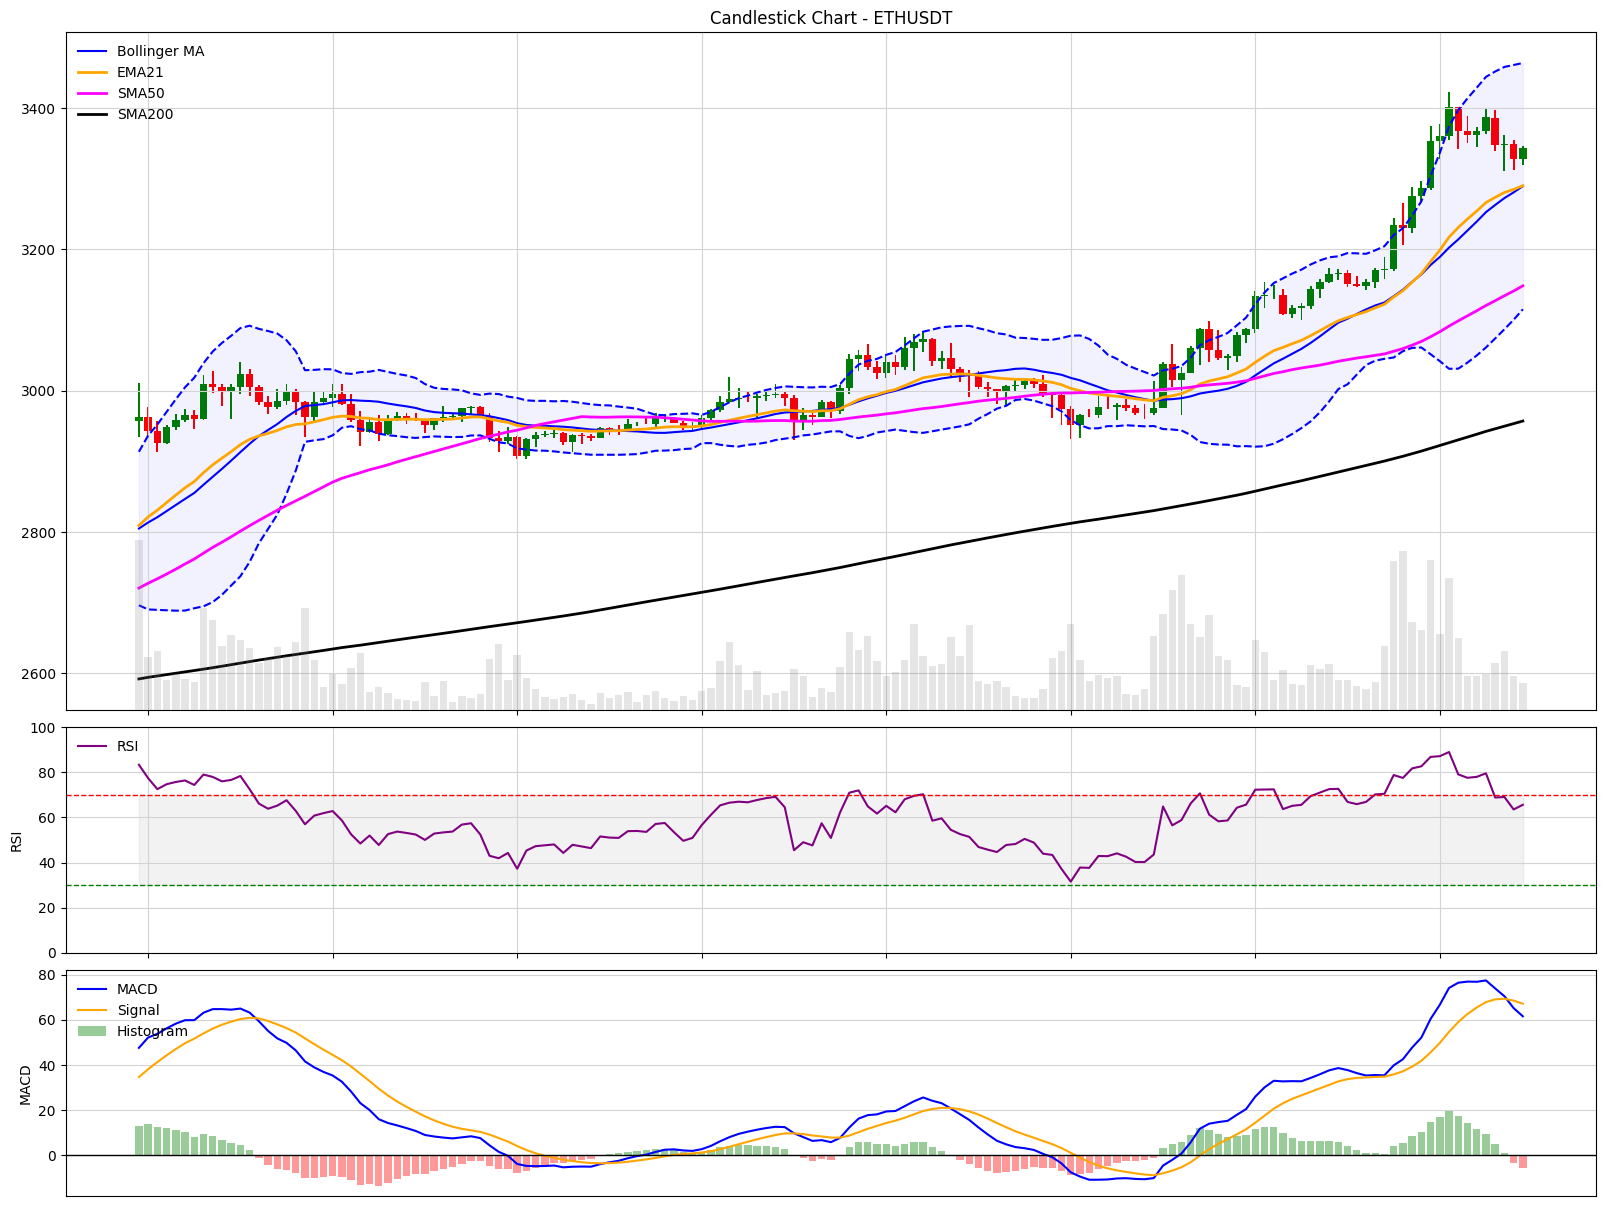 Candlestick Chart - ETHUSDT
Bollinger MA
EMA21
SMA50
SMA200
3400
3200
3000
2800
2600
RSI
100
80
60
40
20
0
RSI
MACD
Signal
Histogram
80
60
40
20
0
MACD